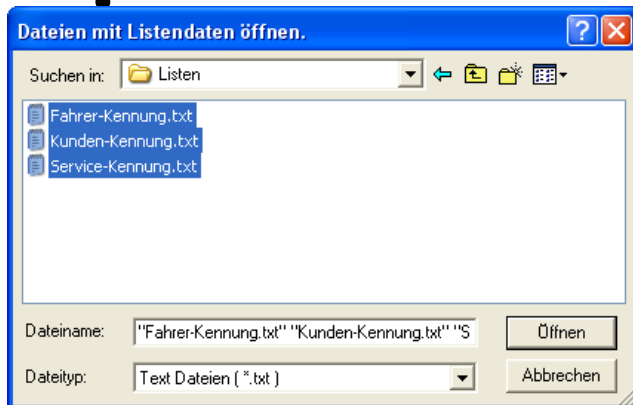 Dateien mit Listendaten öffnen.
Suchen in: Listen
Fahrer-Kennung.txt
Kunden-Kennung.txt
Service-Kennung.txt
Dateiname: "Fahrer-Kennung.txt" "Kunden-Kennung.txt" "S
Öffnen
Dateityp: Text Dateien ( *.txt )
Abbrechen